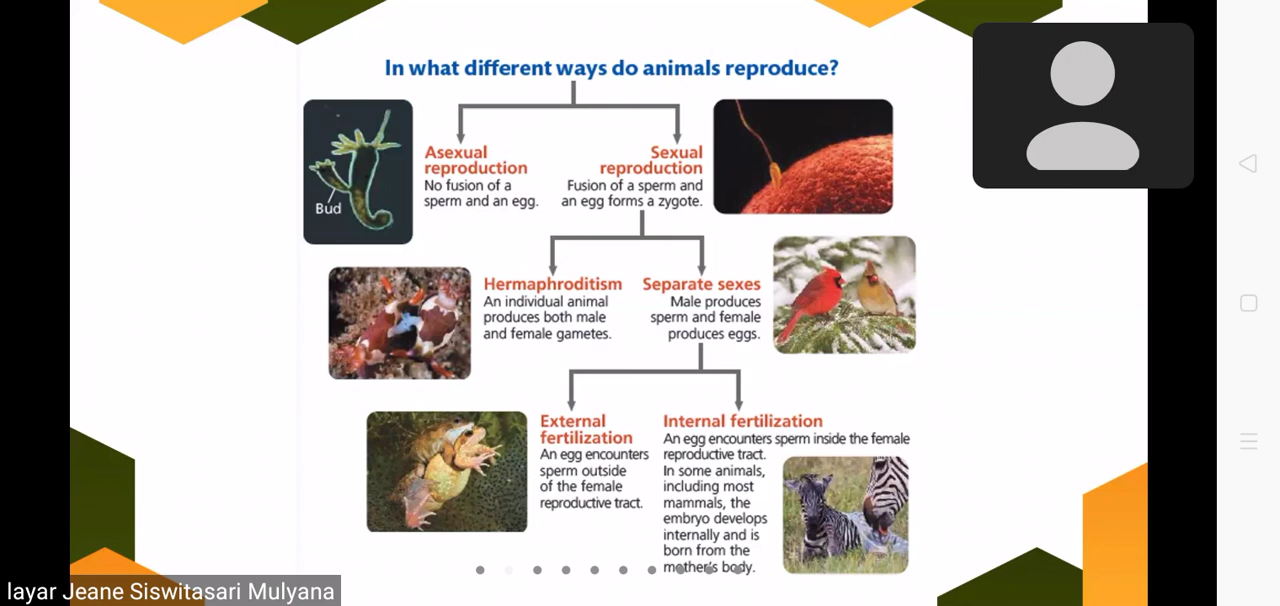 In what different ways do animals reproduce?
Asexual
reproduction
No fusion of a
sperm and an egg.
Sexual
reproduction
Fusion of a sperm and
an egg forms a zygote.
Bud
Hermaphroditism
An individual animal
produces both male
and female gametes.
Separate sexes
Male produces
sperm and female
produces eggs.
External
fertilization
An egg encounters
sperm outside
of the female
reproductive tract.
Internal fertilization
An egg encounters sperm inside the female
reproductive tract.
In some animals,
including most
mammals, the
embryo develops
internally and is
born from the
mother's body.
layar Jeane Siswitasari Mulyana